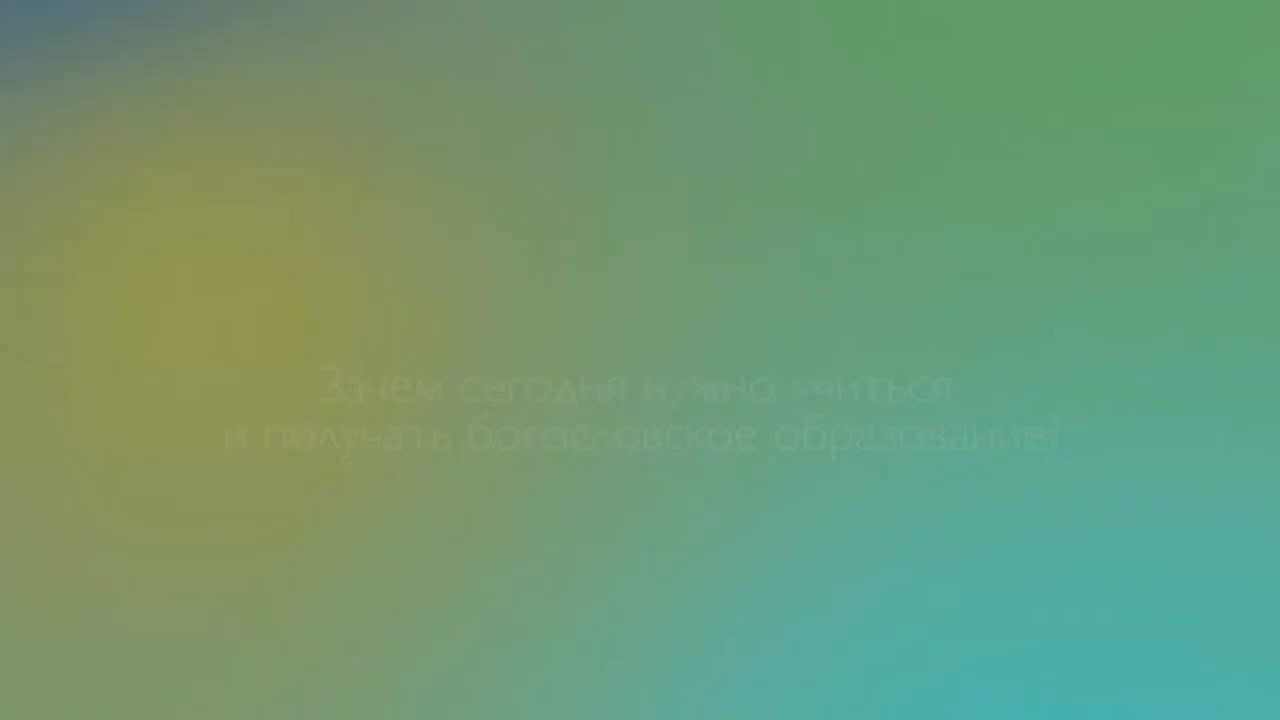 Зачем сегодня нужно учиться
и получать богословское образование?